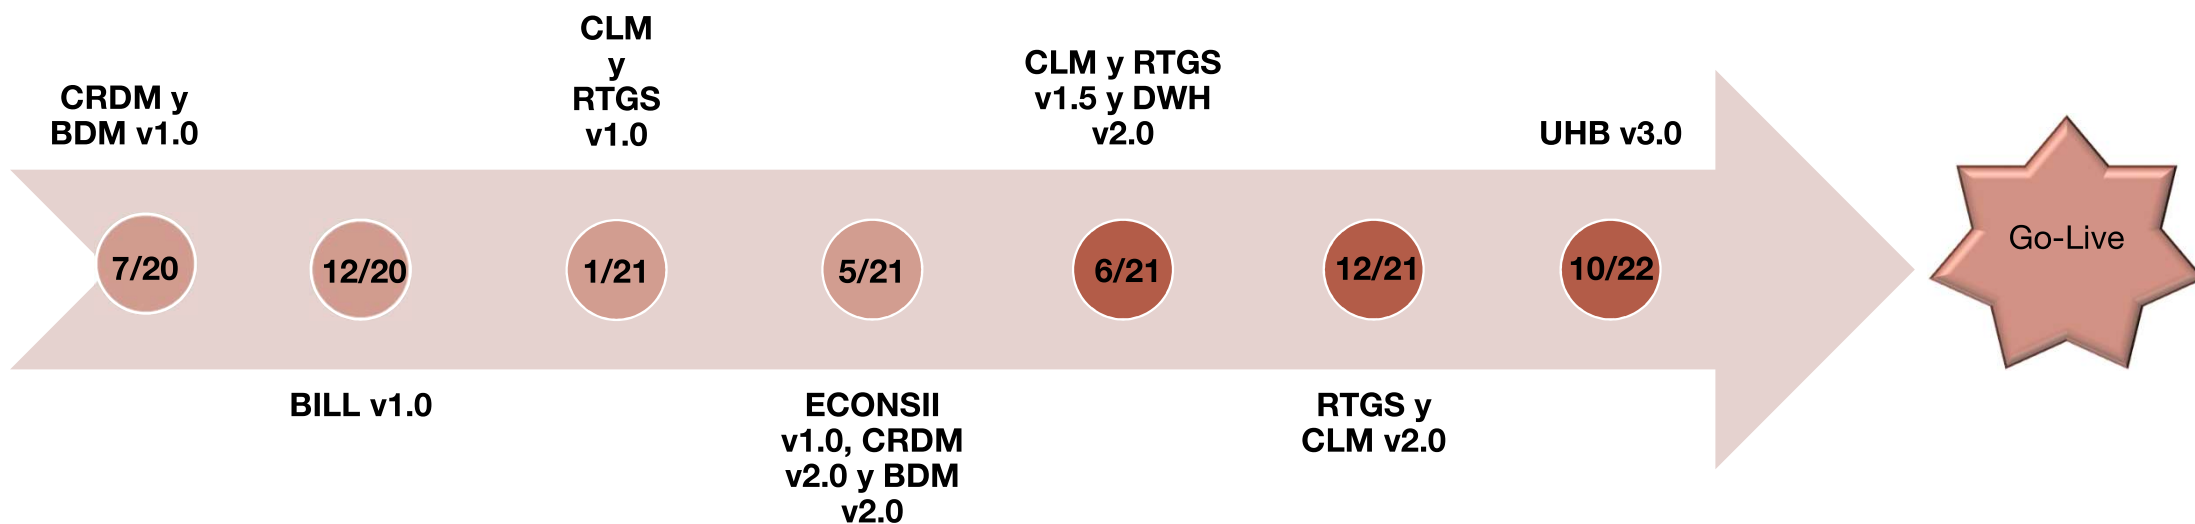 CRDM y
BDM v1.0
7/20
12/20
BILL v1.0
CLM
y
RTGS
v1.0
1/21
5/21
ECONSII
v1.0, CRDM
v2.0 y BDM
v2.0
CLM y RTGS
v1.5 y DWH
v2.0
6/21
12/21
RTGS y
CLM v2.0
UHB v3.0
10/22
Go-Live